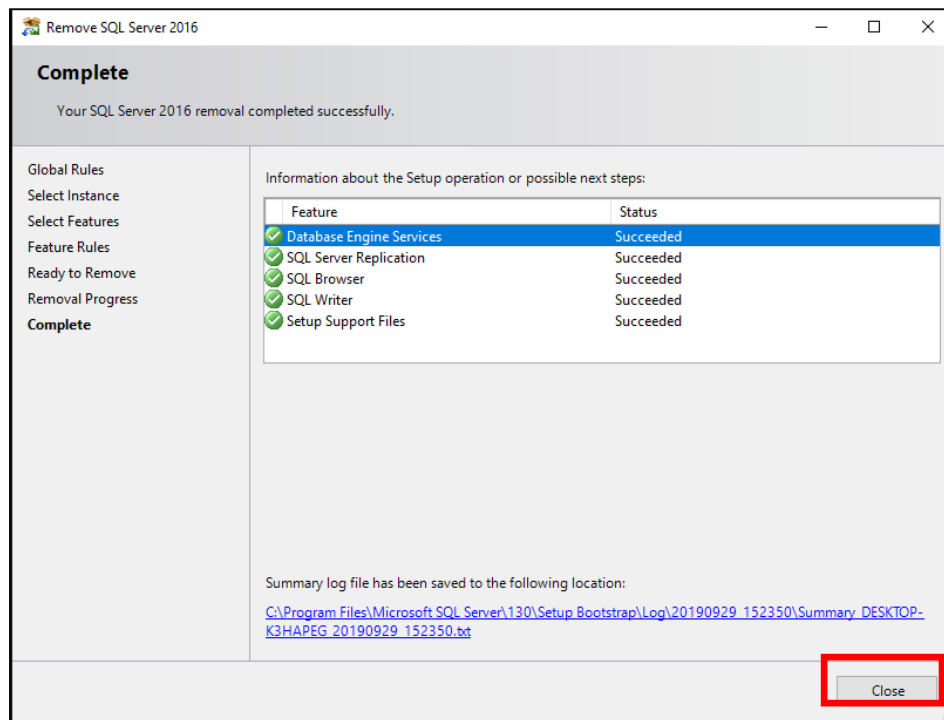 Remove SQL Server 2016
Complete
Your SQL Server 2016 removal completed successfully.
Global Rules
Select Instance
Select Features
Feature Rules
Ready to Remove
Removal Progress
Complete
Information about the Setup operation or possible next steps:
Feature Status
Database Engine Services Succeeded
SQL Server Replication Succeeded
SQL Browser Succeeded
SQL Writer Succeeded
Setup Support Files Succeeded
Summary log file has been saved to the following location:
C:\Program Files\Microsoft SQL Server\130\Setup Bootstrap\Log\20190929_152350\Summary_DESKTOP-
K3HAPEG_20190929_152350.txt
Close